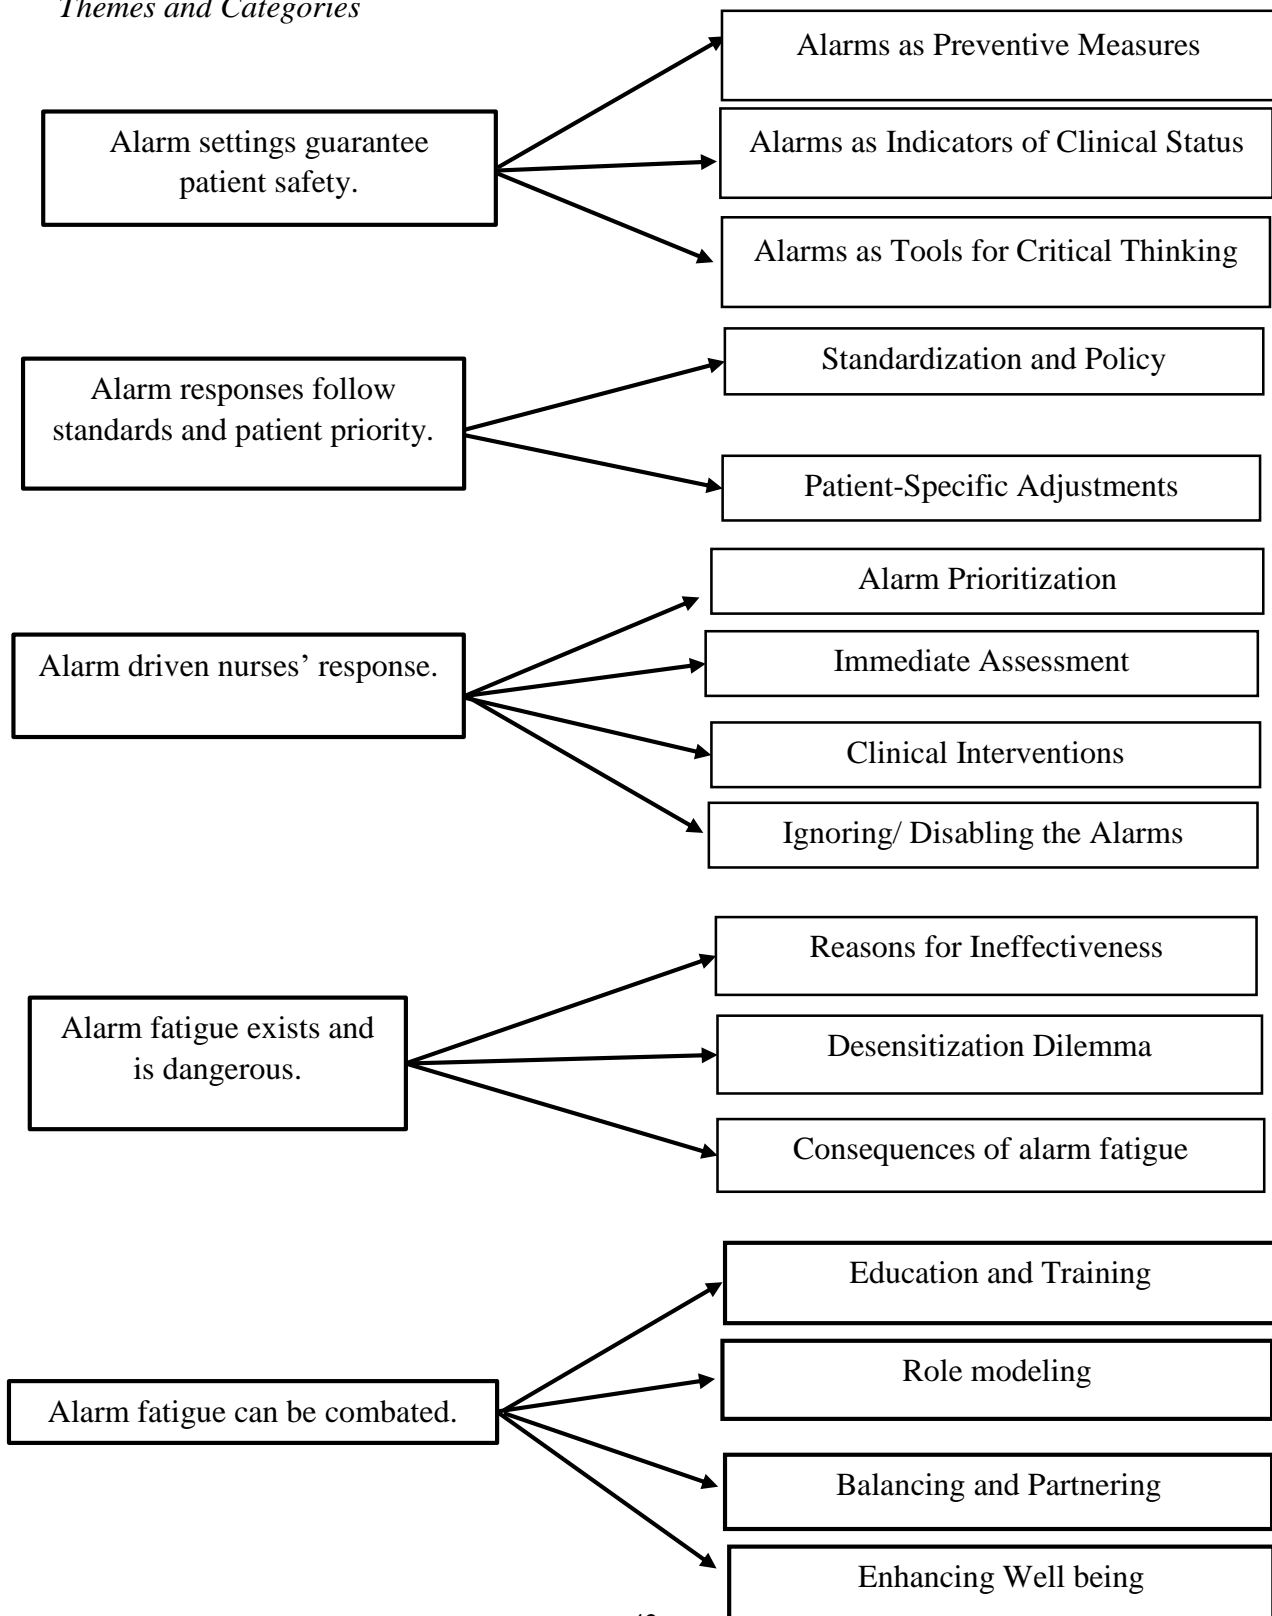 Themes and Categories
Alarm settings guarantee
patient safety.
Alarms as Preventive Measures
Alarms as Indicators of Clinical Status
Alarms as Tools for Critical Thinking
Alarm responses follow
standards and patient priority.
Standardization and Policy
Patient-Specific Adjustments
Alarm driven nurses’ response.
Alarm Prioritization
Immediate Assessment
Clinical Interventions
Ignoring/ Disabling the Alarms
Alarm fatigue exists and
is dangerous.
Reasons for Ineffectiveness
Desensitization Dilemma
Consequences of alarm fatigue
Alarm fatigue can be combated.
Education and Training
Role modeling
Balancing and Partnering
Enhancing Well being